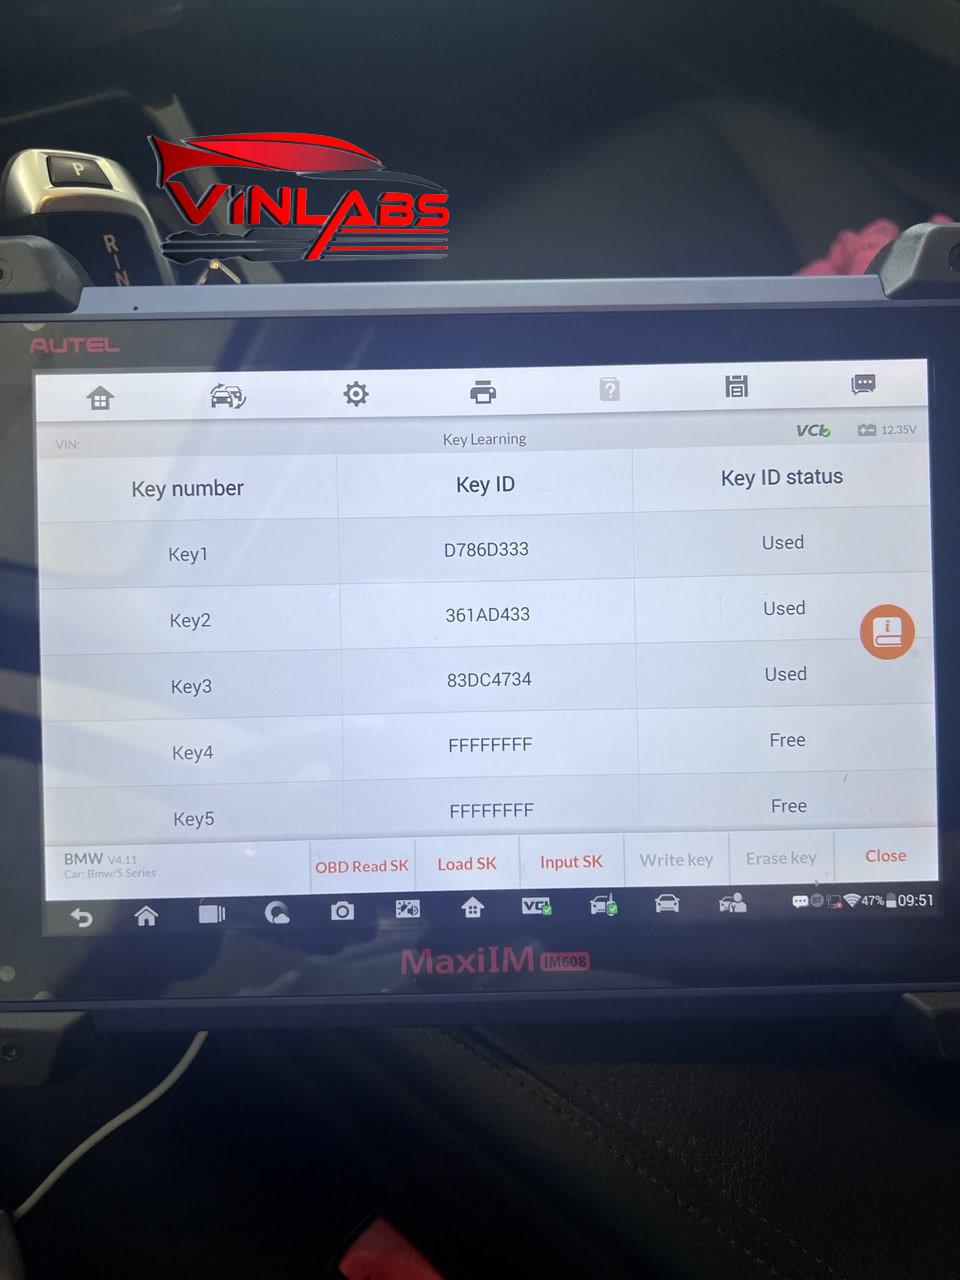 P
R
N
VINLABS
AUTEL
VIN:
Key Learning
VCI
12.35V
Key number Key ID Key ID status
Key1 D786D333 Used
Key2 361AD433 Used
Key3 83DC4734 Used
Key4 FFFFFFFF Free
Key5 FFFFFFFF Free
BMW V4.11
Car: Bmw/5 Series
OBD Read SK Load SK Input SK Write key Erase key Close
VCI
47% 09:51
MaxiIM IM608